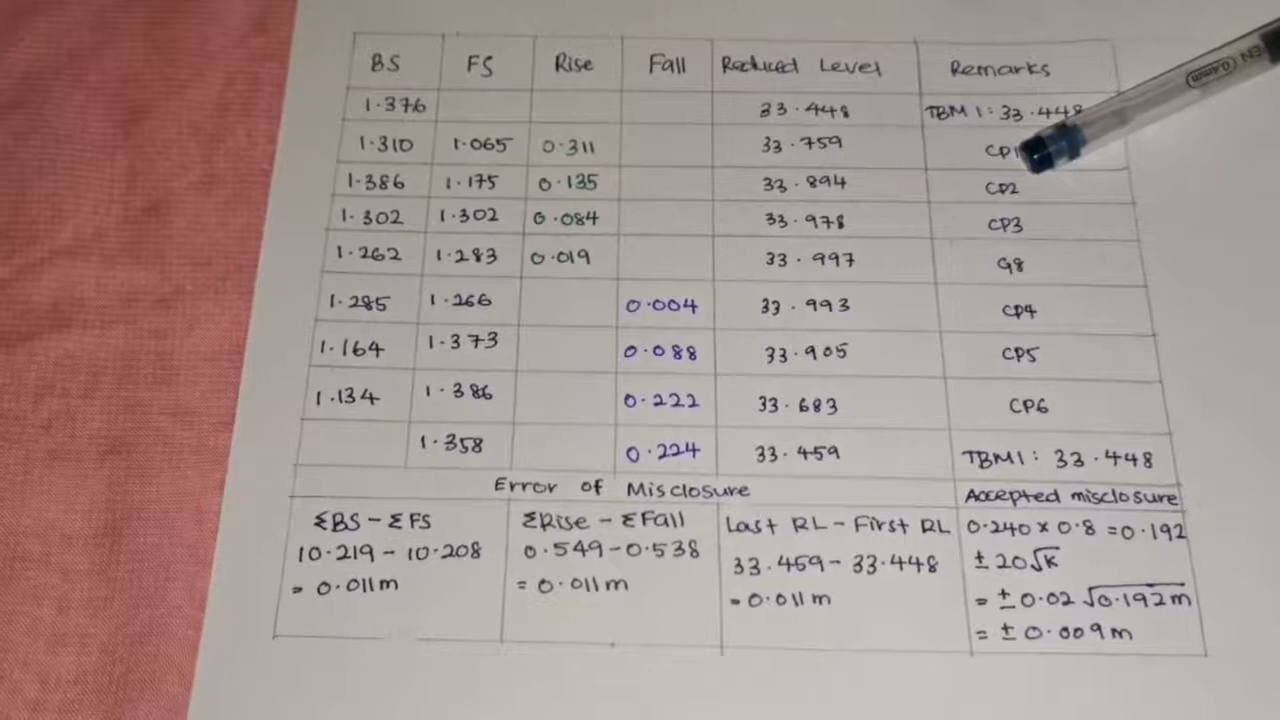 BS FS Rise Fall Reduced Level Remarks
1.376 33.448 TBM 1: 33.448
1.310 1.065 0.311 33.759 CP1
1.386 1.175 0.135 33.894 CP2
1.302 1.302 0.084 33.978 CP3
1.262 1.283 0.019 33.997 G8
1.285 1.266 0.004 33.993 CP4
1.164 1.373 0.088 33.905 CP5
1.134 1.386 0.222 33.683 CP6
1.358 0.224 33.459 TBM1: 33.448
Error of Misclosure Accepted misclosure
ΣBS - ΣFS
10.219 - 10.208
= 0.011m
ΣRise - ΣFall
0.549 - 0.538
= 0.011m
Last RL - First RL
33.459 - 33.448
= 0.011m
0.240 x 0.8 = 0.192
± 20√K
= ± 0.02 √0.192m
= ± 0.009m
0.4mm